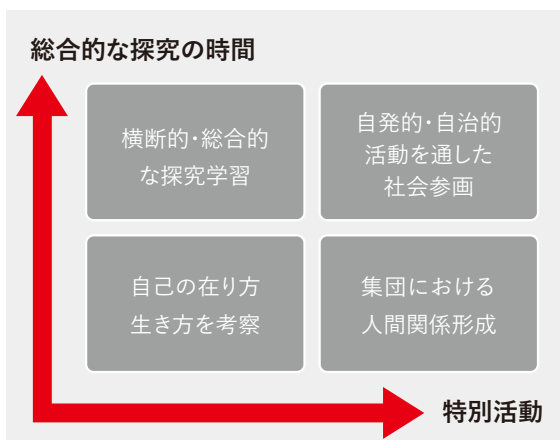 総合的な探究の時間
横断的・総合的
な探究学習
自発的・自治的
活動を通した
社会参画
自己の在り方
生き方を考察
集団における
人間関係形成
特別活動